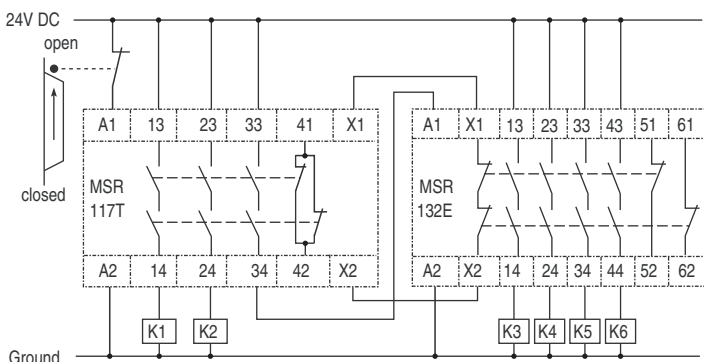 24V DC
open
closed
A1 13 23 33 41 X1
MSR
117T
A2 14 24 34 42 X2
K1 K2
A1 X1 13 23 33 43 51 61
MSR
132E
A2 X2 14 24 34 44 52 62
K3 K4 K5 K6
Ground